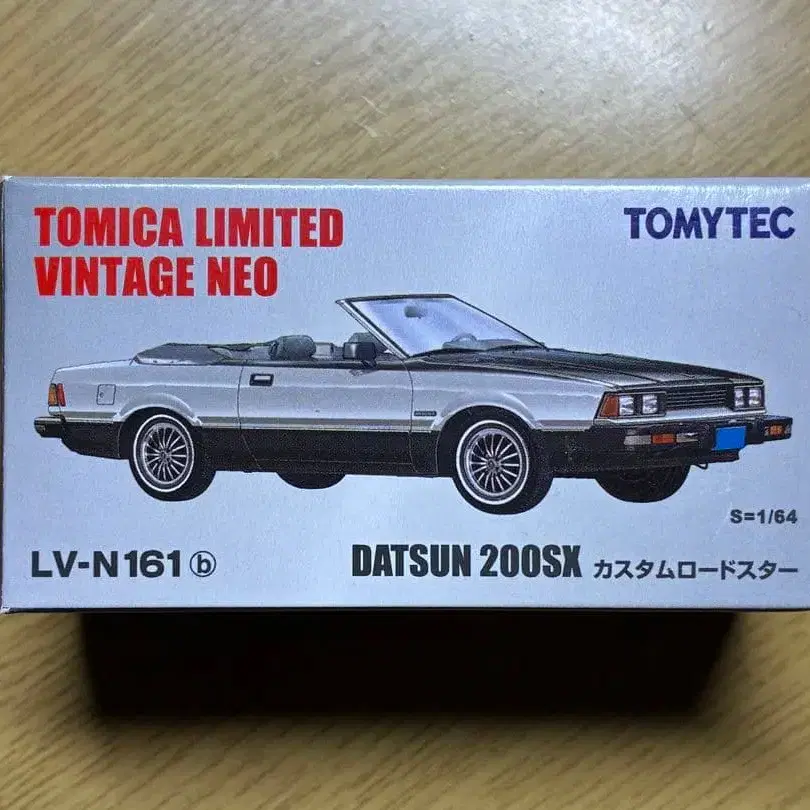 TOMICA LIMITED
VINTAGE NEO
TOMYTEC
S=1/64
LV-N161 ⓑ
DATSUN 200SX カスタムロードスター